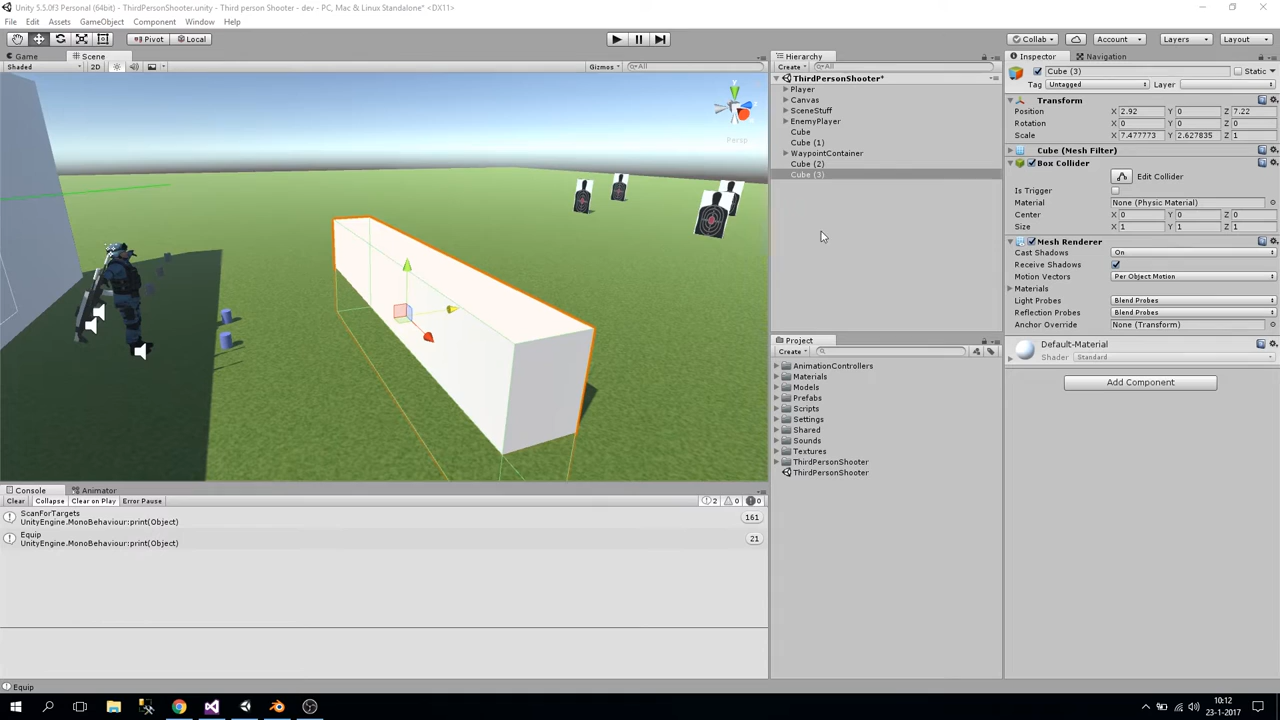 Unity 5.5.0f3 Personal (64bit) - ThirdPersonShooter.unity - Third person Shooter - dev - PC, Mac & Linux Standalone* <DX11>
File Edit Assets GameObject Component Window Help
Pivot Local Collab Account Layers Layout
Game Scene
Shaded 2D Gizmos All
y
Persp
Hierarchy
Create All
ThirdPersonShooter*
Player
Canvas
SceneStuff
EnemyPlayer
Cube
Cube (1)
WaypointContainer
Cube (2)
Cube (3)
Project
Create
AnimationControllers
Materials
Models
Prefabs
Scripts
Settings
Shared
Sounds
Textures
ThirdPersonShooter
ThirdPersonShooter
Inspector Navigation
Cube (3) Static
Tag Untagged Layer
Transform
Position X 2.92 Y 0 Z 7.22
Rotation X 0 Y 0 Z 0
Scale X 7.477773 Y 2.627835 Z 1
Cube (Mesh Filter)
Box Collider
Edit Collider
Is Trigger
Material None (Physic Material)
Center X 0 Y 0 Z 0
Size X 1 Y 1 Z 1
Mesh Renderer
Cast Shadows On
Receive Shadows
Motion Vectors Per Object Motion
Materials
Light Probes Blend Probes
Reflection Probes Blend Probes
Anchor Override None (Transform)
Default-Material
Shader Standard
Add Component
Console Animator
Clear Collapse Clear on Play Error Pause 2 0 0
ScanForTargets
UnityEngine.MonoBehaviour:print(Object) 161
Equip
UnityEngine.MonoBehaviour:print(Object) 21
Equip
10:12
23-1-2017